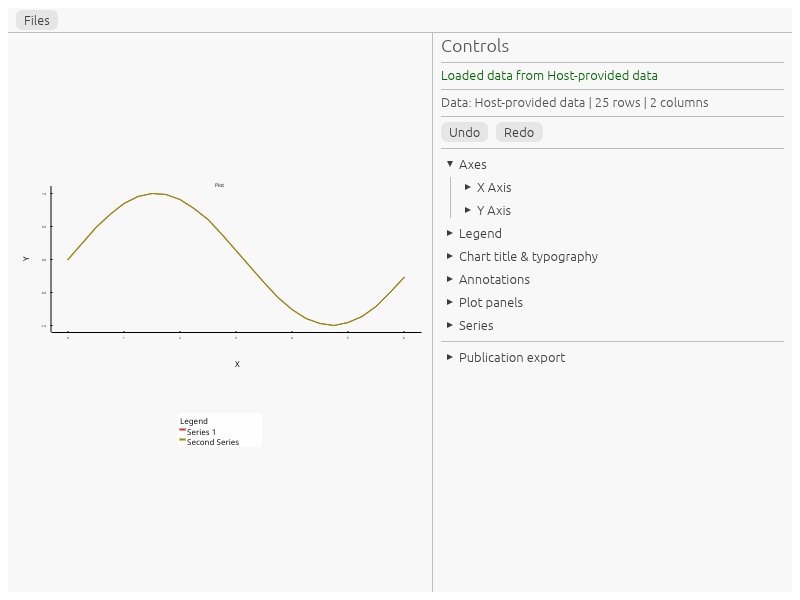 Files
Controls
Loaded data from Host-provided data
Data: Host-provided data | 25 rows | 2 columns
Undo Redo
Axes
X Axis
Y Axis
Legend
Chart title & typography
Annotations
Plot panels
Series
Publication export
Plot
Y
X
Legend
Series 1
Second Series